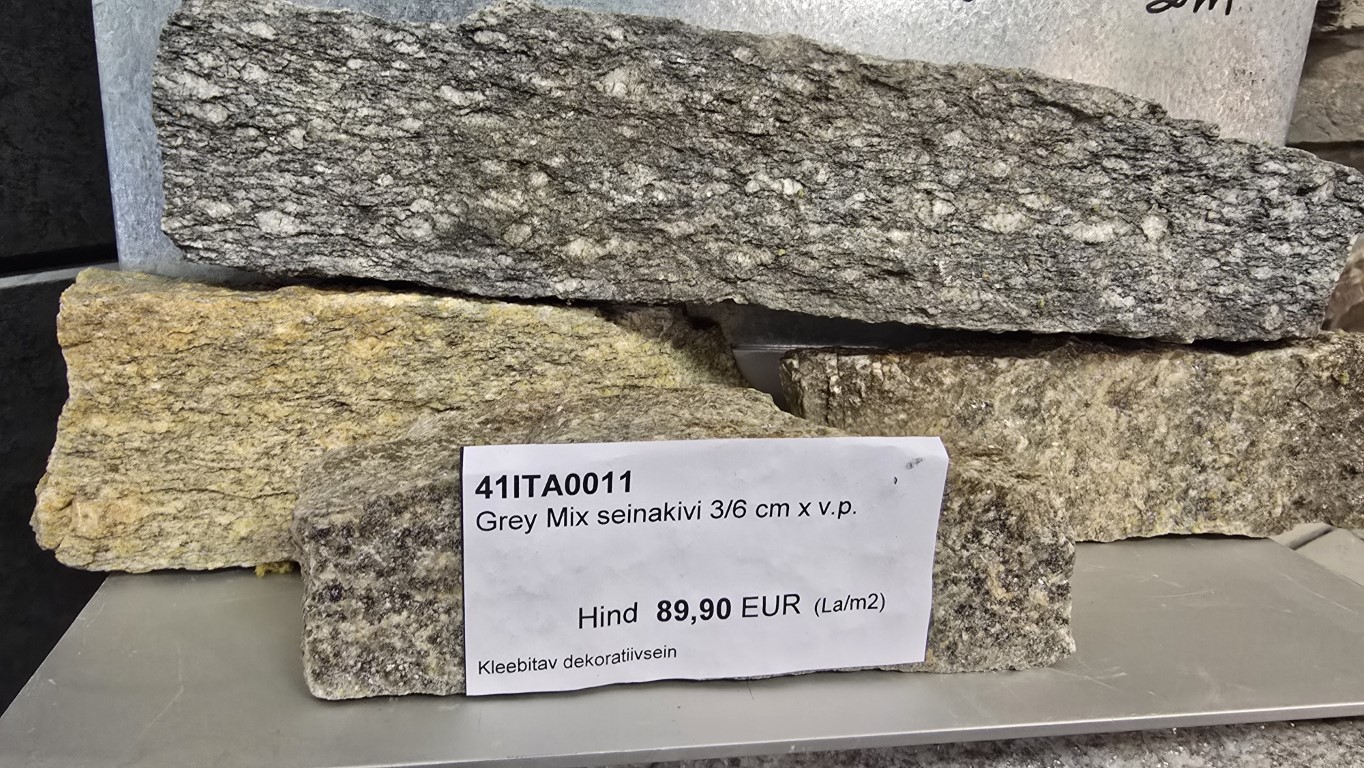 41ITA0011
Grey Mix seinakivi 3/6 cm x v.p.
Hind 89,90 EUR (La/m2)
Kleebitav dekoratiivsein